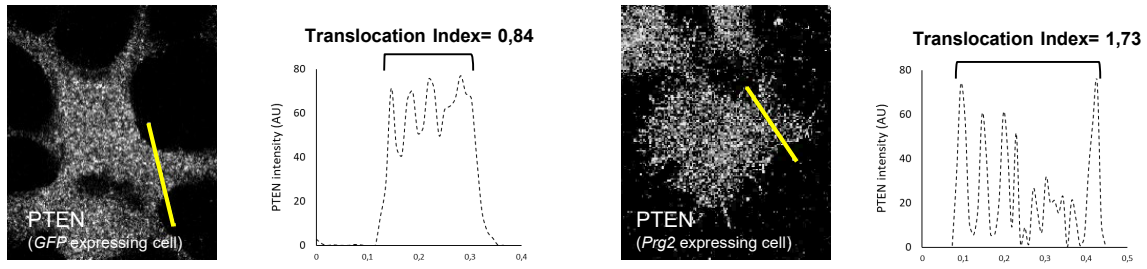 Translocation Index= 0,84
80
60
40
20
0
PTEN intensity (AU)
0
0,1
0,2
0,3
0,4
PTEN
(GFP expressing cell)
Translocation Index= 1,73
80
60
40
20
0
PTEN intensity (AU)
0
0,1
0,2
0,3
0,4
0,5
PTEN
(Prg2 expressing cell)